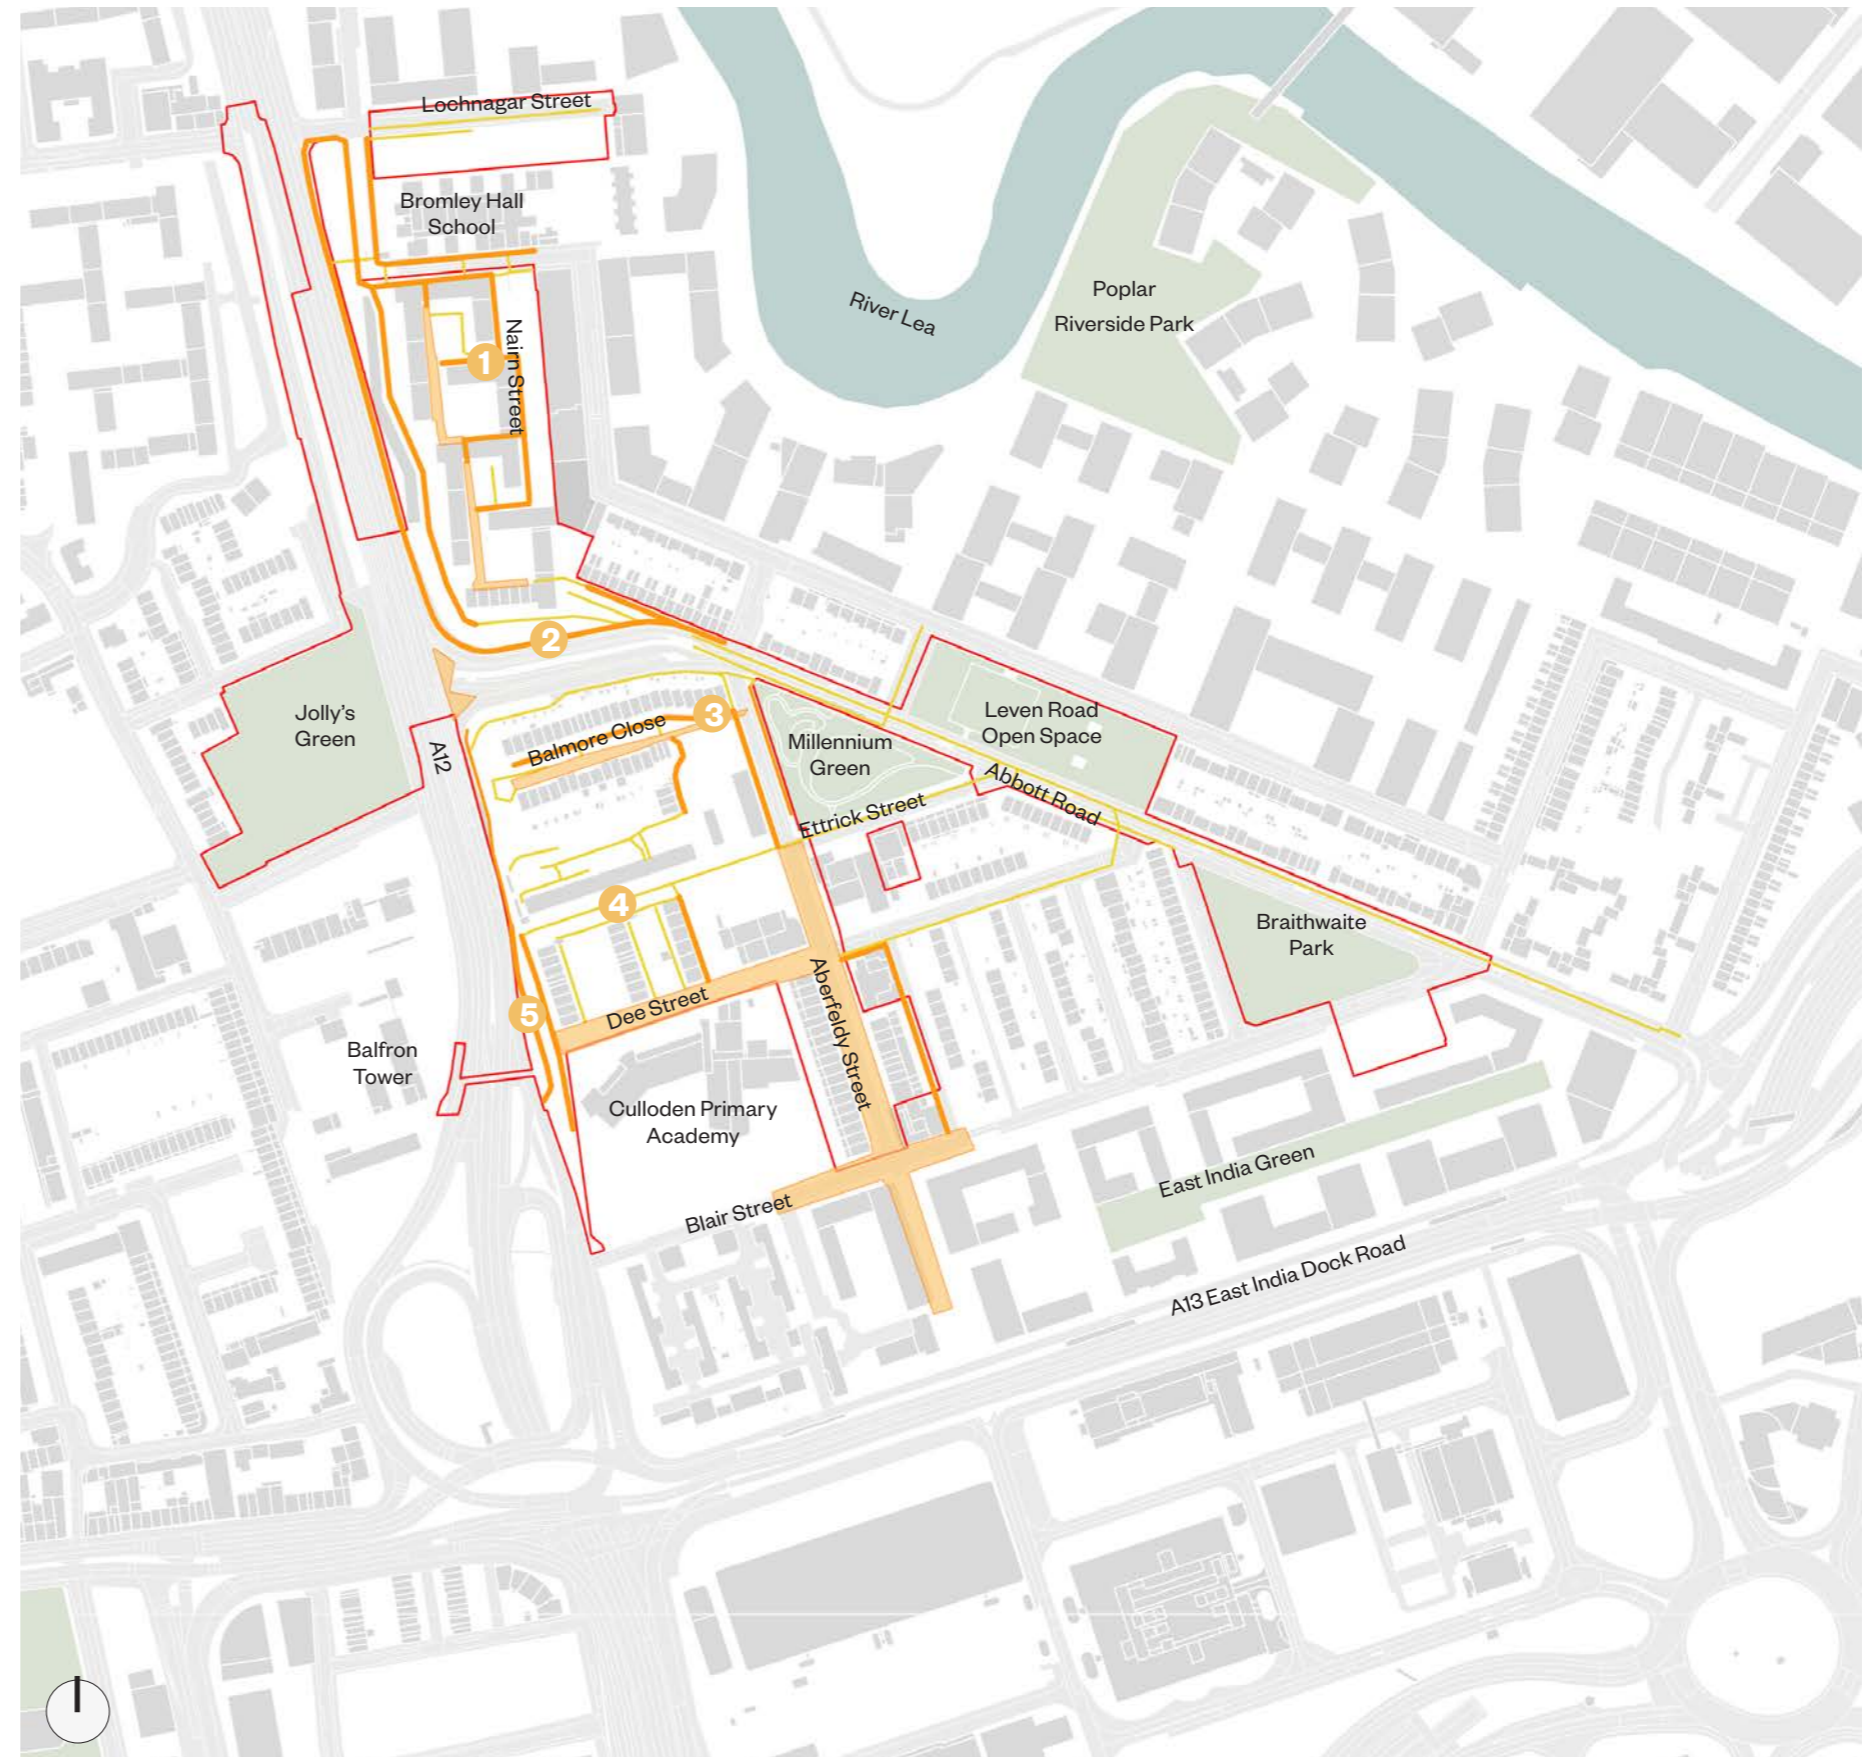 Lochnagar Street
Bromley Hall
School
River Lea
Poplar
Riverside Park
Nairn Street
1
2
3
Jolly's
Green
A12
Balmore Close
Millennium
Green
Leven Road
Open Space
Abbott Road
Ettrick Street
4
Braithwaite
Park
5
Dee Street
Aberfeldy Street
Balfron
Tower
Culloden Primary
Academy
East India Green
Blair Street
A13 East India Dock Road